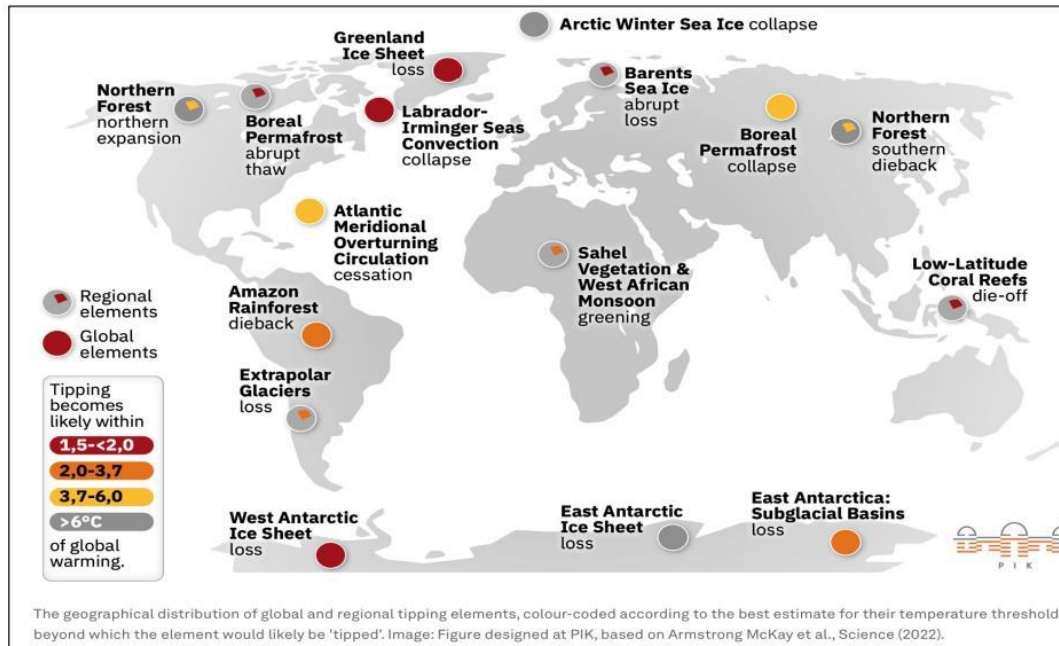 Arctic Winter Sea Ice collapse
Greenland
Ice Sheet
loss
Barents
Sea Ice
abrupt
loss
Northern
Forest
northern
expansion
Boreal
Permafrost
abrupt
thaw
Labrador-
Irminger Seas
Convection
collapse
Boreal
Permafrost
collapse
Northern
Forest
southern
dieback
Atlantic
Meridional
Overturning
Circulation
cessation
Sahel
Vegetation &
West African
Monsoon
greening
Low-Latitude
Coral Reefs
die-off
Regional
elements
Global
elements
Amazon
Rainforest
dieback
Extrapolar
Glaciers
loss
Tipping
becomes
likely within
1,5-<2,0
2,0-3,7
3,7-6,0
>6°C
of global
warming.
West Antarctic
Ice Sheet
loss
East Antarctic
Ice Sheet
loss
East Antarctica:
Subglacial Basins
loss
PIK
The geographical distribution of global and regional tipping elements, colour-coded according to the best estimate for their temperature threshold
beyond which the element would likely be 'tipped'. Image: Figure designed at PIK, based on Armstrong McKay et al., Science (2022).